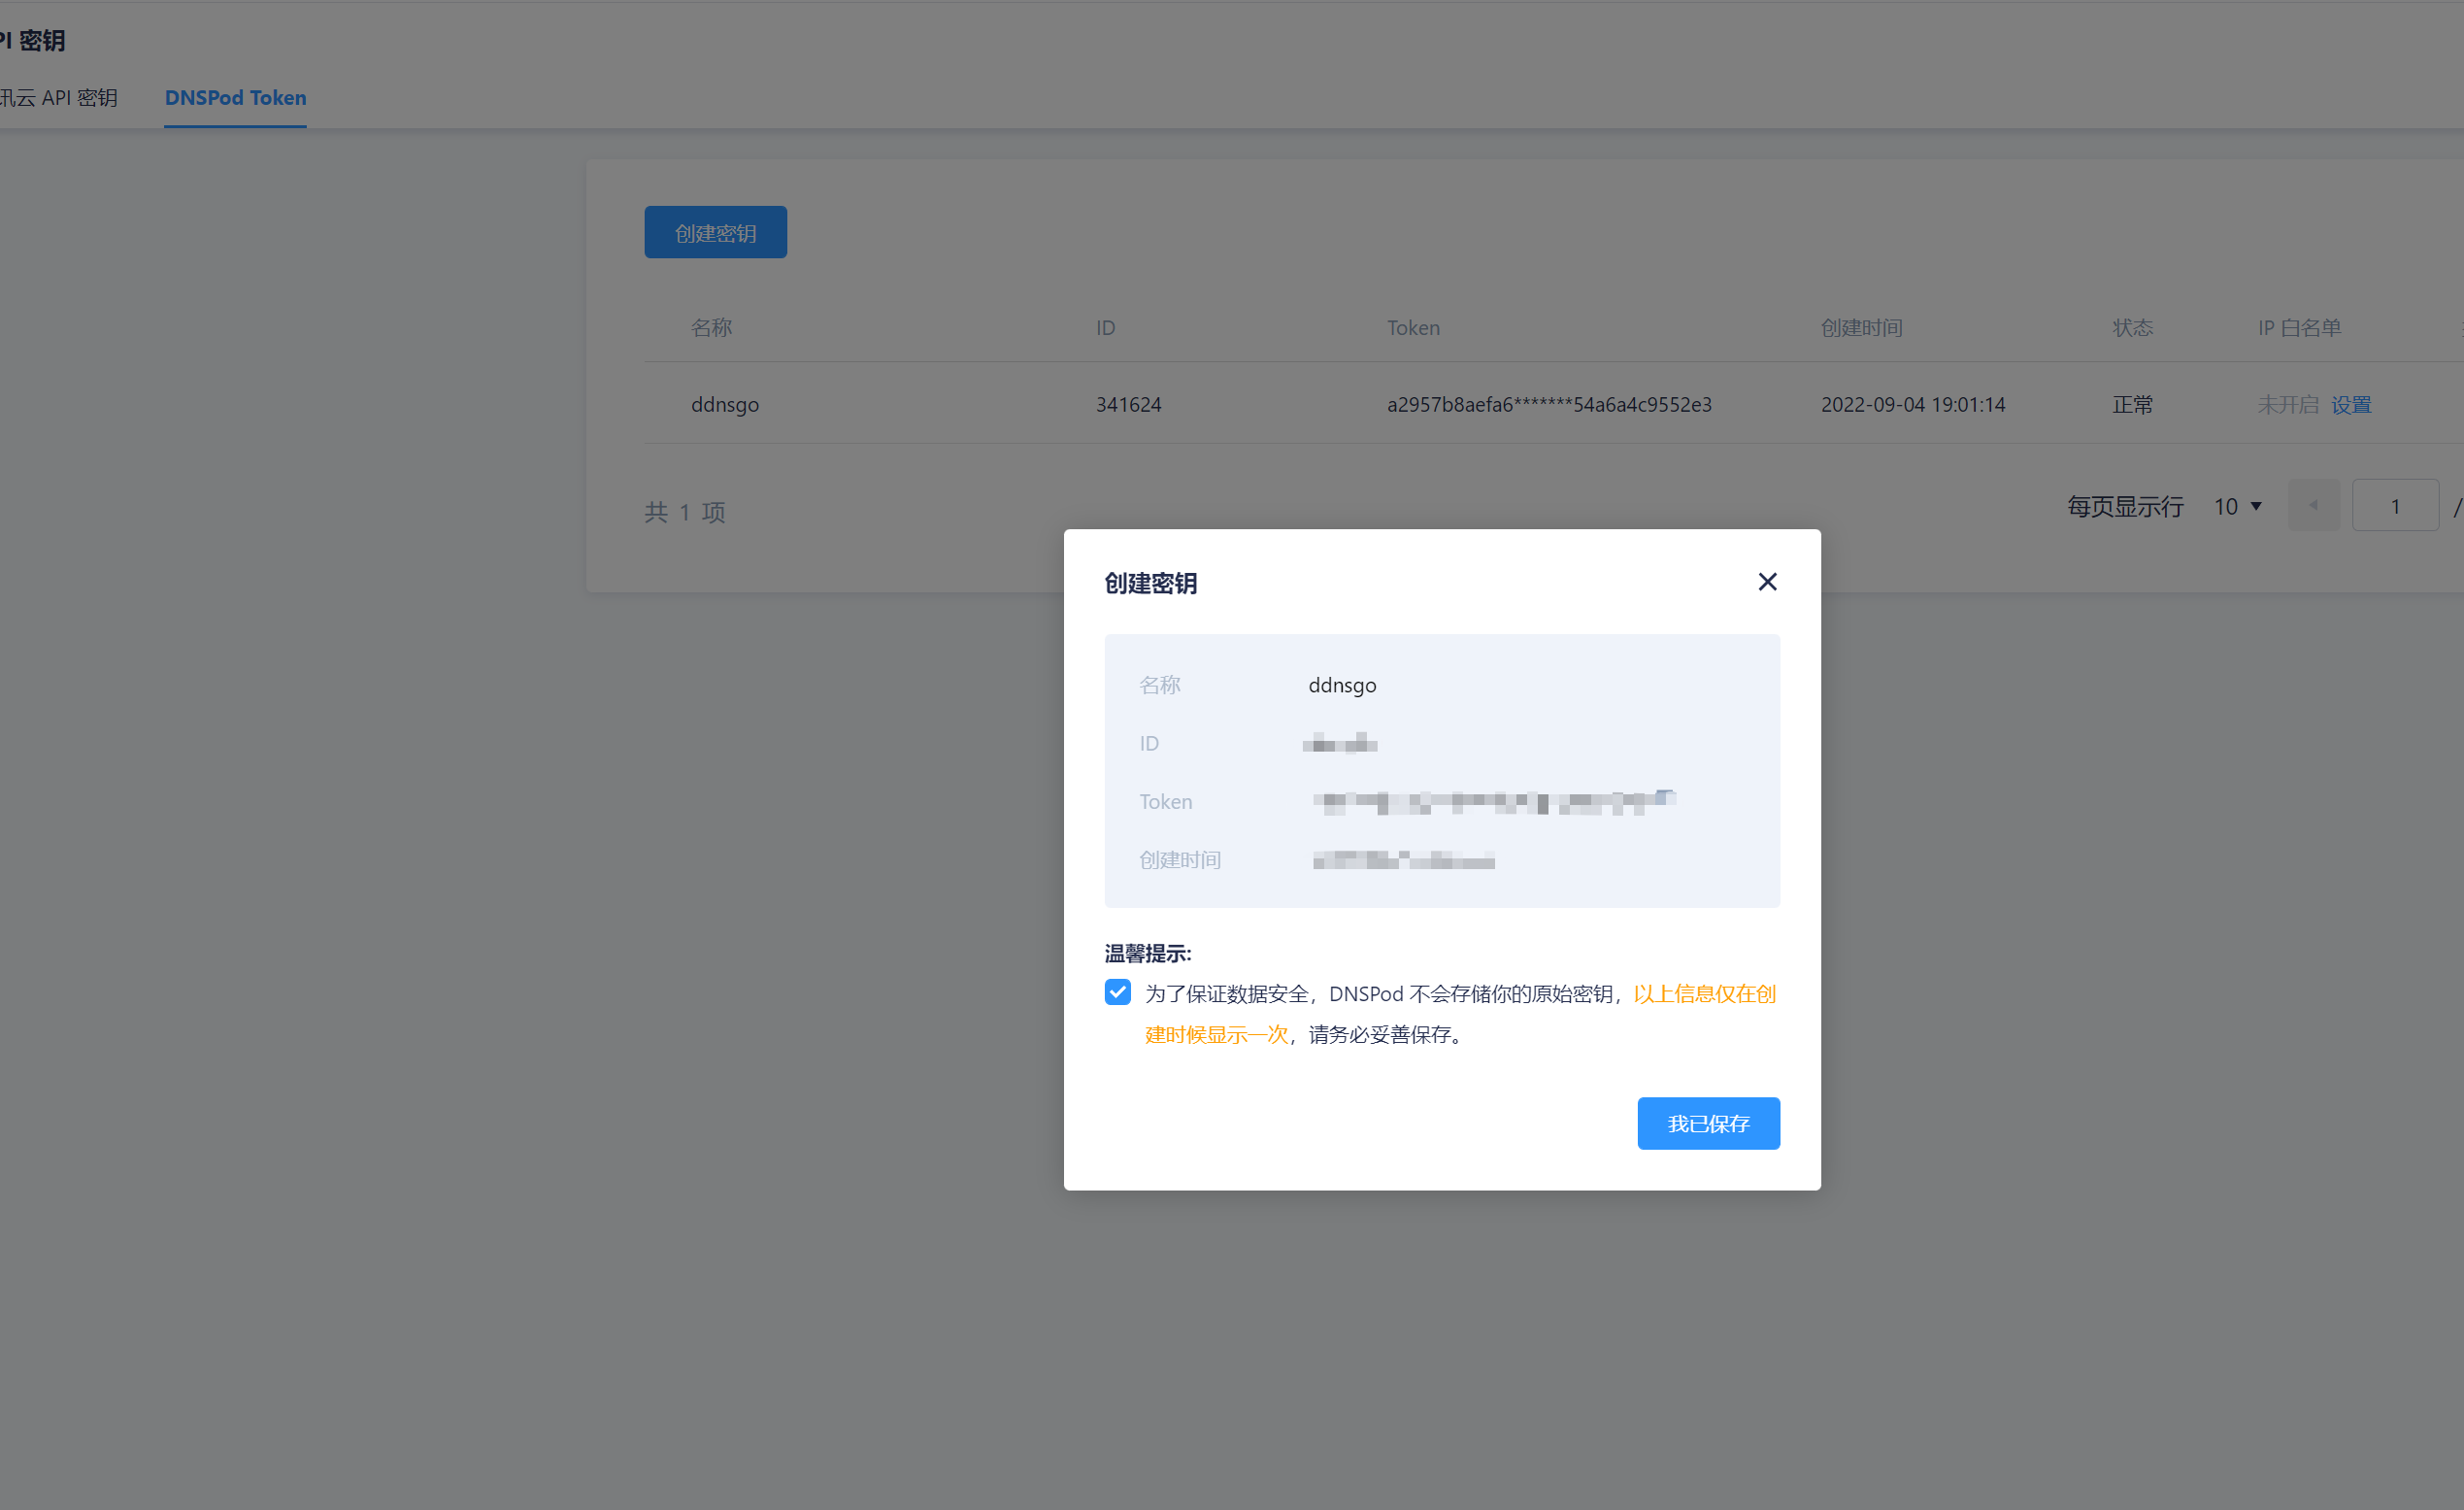 PI 密钥
讯云 API 密钥 DNSPod Token
创建密钥
名称 ID Token 创建时间 状态 IP 白名单
ddnsgo 341624 a2957b8aefa6*******54a6a4c9552e3 2022-09-04 19:01:14 正常 未开启 设置
共 1 项
每页显示行 10 1 /
创建密钥
名称 ddnsgo
ID
Token
创建时间
温馨提示:
为了保证数据安全，DNSPod 不会存储你的原始密钥，以上信息仅在创
建时候显示一次，请务必妥善保存。
我已保存